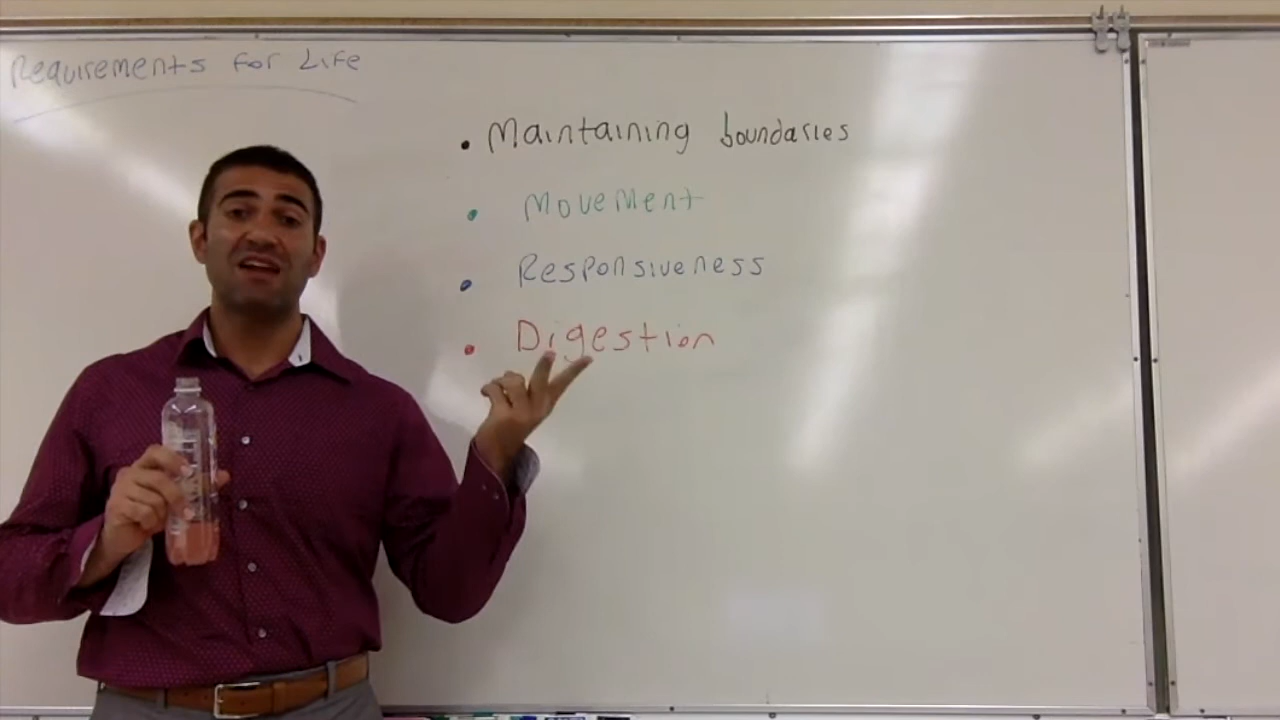 Requirements for Life
• Maintaining boundaries
• Movement
• Responsiveness
• Digestion